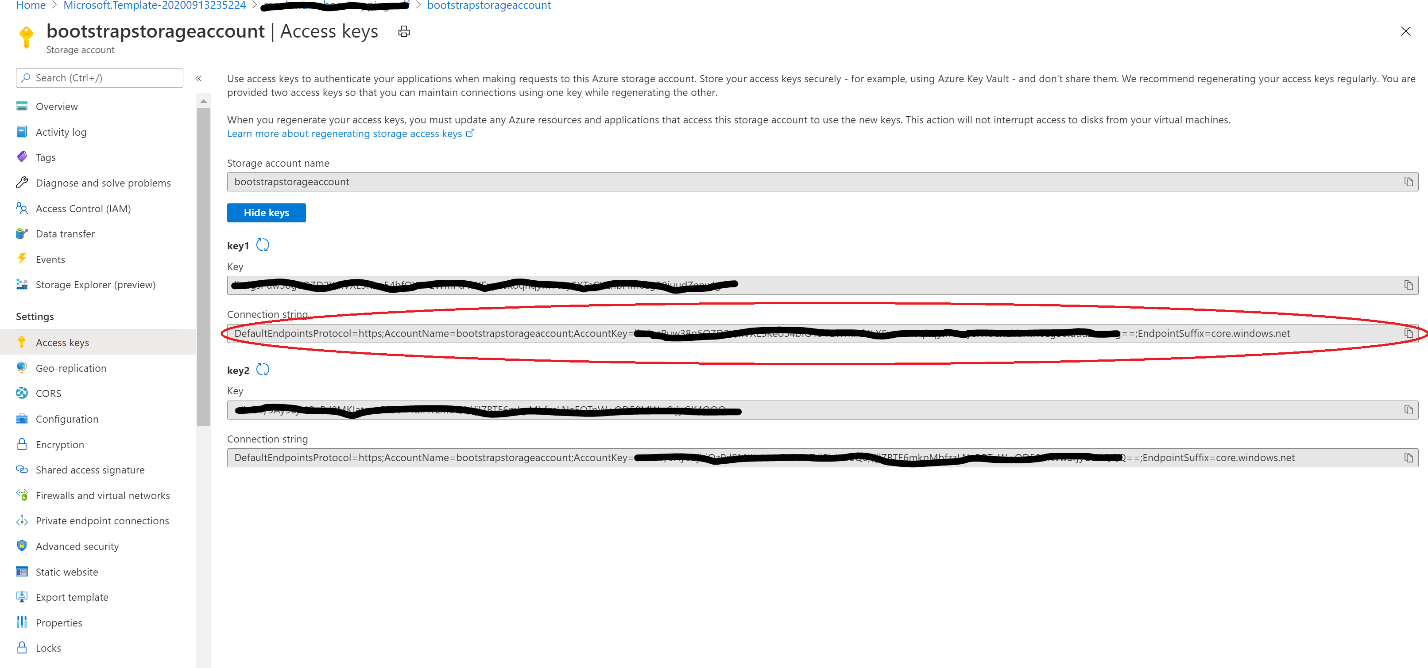 Home > Microsoft.Template-20200913235224 > > bootstrapstorageaccount
bootstrapstorageaccount | Access keys
Storage account
Search (Ctrl+/)
«
Overview
Activity log
Tags
Diagnose and solve problems
Access Control (IAM)
Data transfer
Events
Storage Explorer (preview)
Settings
Access keys
Geo-replication
CORS
Configuration
Encryption
Shared access signature
Firewalls and virtual networks
Private endpoint connections
Advanced security
Static website
Export template
Properties
Locks
Use access keys to authenticate your applications when making requests to this Azure storage account. Store your access keys securely - for example, using Azure Key Vault - and don't share them. We recommend regenerating your access keys regularly. You are
provided two access keys so that you can maintain connections using one key while regenerating the other.
When you regenerate your access keys, you must update any Azure resources and applications that access this storage account to use the new keys. This action will not interrupt access to disks from your virtual machines.
Learn more about regenerating storage access keys
Storage account name
bootstrapstorageaccount
Hide keys
key1
Key
Connection string
DefaultEndpointsProtocol=https;AccountName=bootstrapstorageaccount;AccountKey= ==;EndpointSuffix=core.windows.net
key2
Key
Connection string
DefaultEndpointsProtocol=https;AccountName=bootstrapstorageaccount;AccountKey= ==;EndpointSuffix=core.windows.net